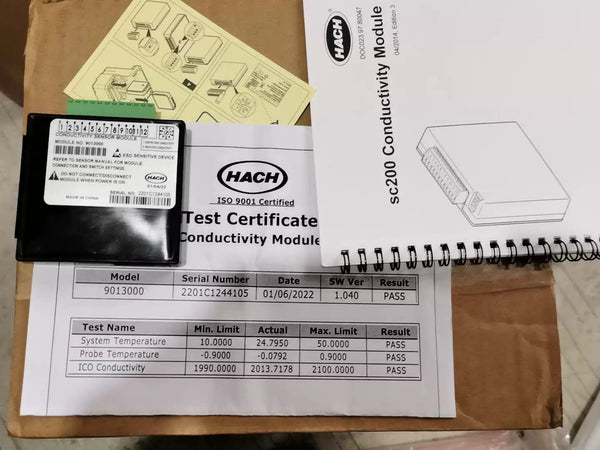 HACH
DOC023.97.80047
sc200 Conductivity Module
04/2014, Edition 3
1 2 3 4 5 6 7 8 9 10 11 12
CONDUCTIVITY SENSOR MODULE
MODULE NO. 9013000
ESD SENSITIVE DEVICE
REFER TO SENSOR MANUAL FOR MODULE
CONNECTION AND SWITCH SETTINGS.
DO NOT CONNECT/DISCONNECT
MODULE WHEN POWER IS ON
HACH
01/04/22
SERIAL NO. 2201C1244105
MADE IN CHINA
HACH
ISO 9001 Certified
Test Certificate
Conductivity Module
Model Serial Number Date SW Ver Result
9013000 2201C1244105 01/06/2022 1.040 PASS
Test Name Min. Limit Actual Max. Limit Result
System Temperature 10.0000 24.7950 50.0000 PASS
Probe Temperature -0.9000 -0.0792 0.9000 PASS
ICO Conductivity 1990.0000 2013.7178 2100.0000 PASS